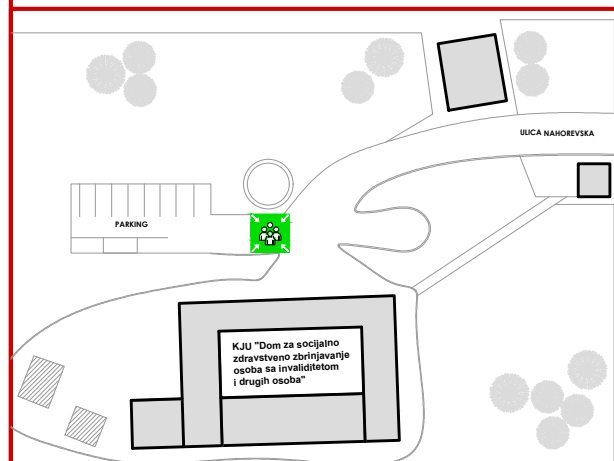 ULICA NAHOREVSKA
PARKING
KJU "Dom za socijalno
zdravstveno zbrinjavanje
osoba sa invaliditetom
i drugih osoba"